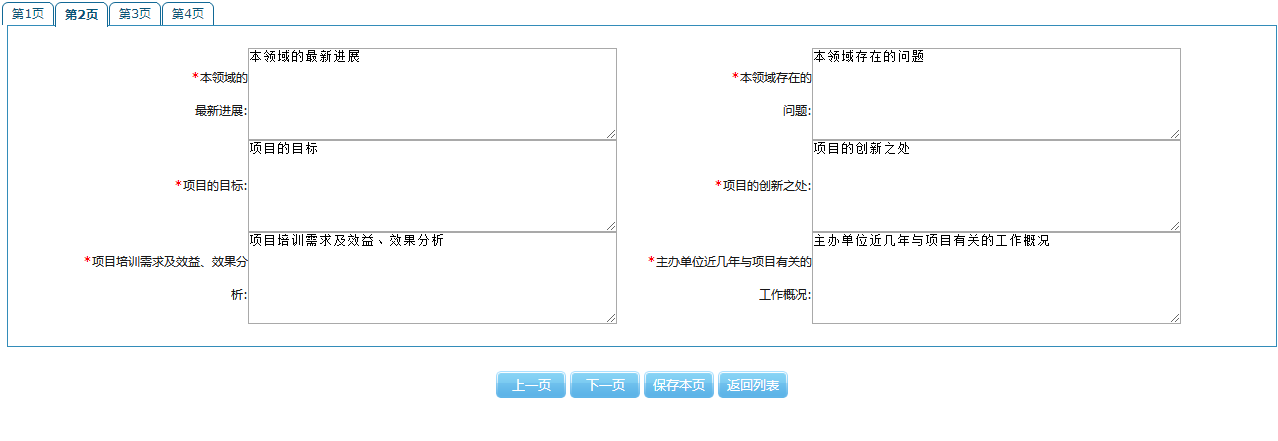 第1页 第2页 第3页 第4页
*本领域的
最新进展:
本领域的最新进展
*本领域存在的
问题:
本领域存在的问题
*项目的目标:
项目的目标
*项目的创新之处:
项目的创新之处
*项目培训需求及效益、效果分
析:
项目培训需求及效益、效果分析
*主办单位近几年与项目有关的
工作概况:
主办单位近几年与项目有关的工作概况
上一页 下一页 保存本页 返回列表